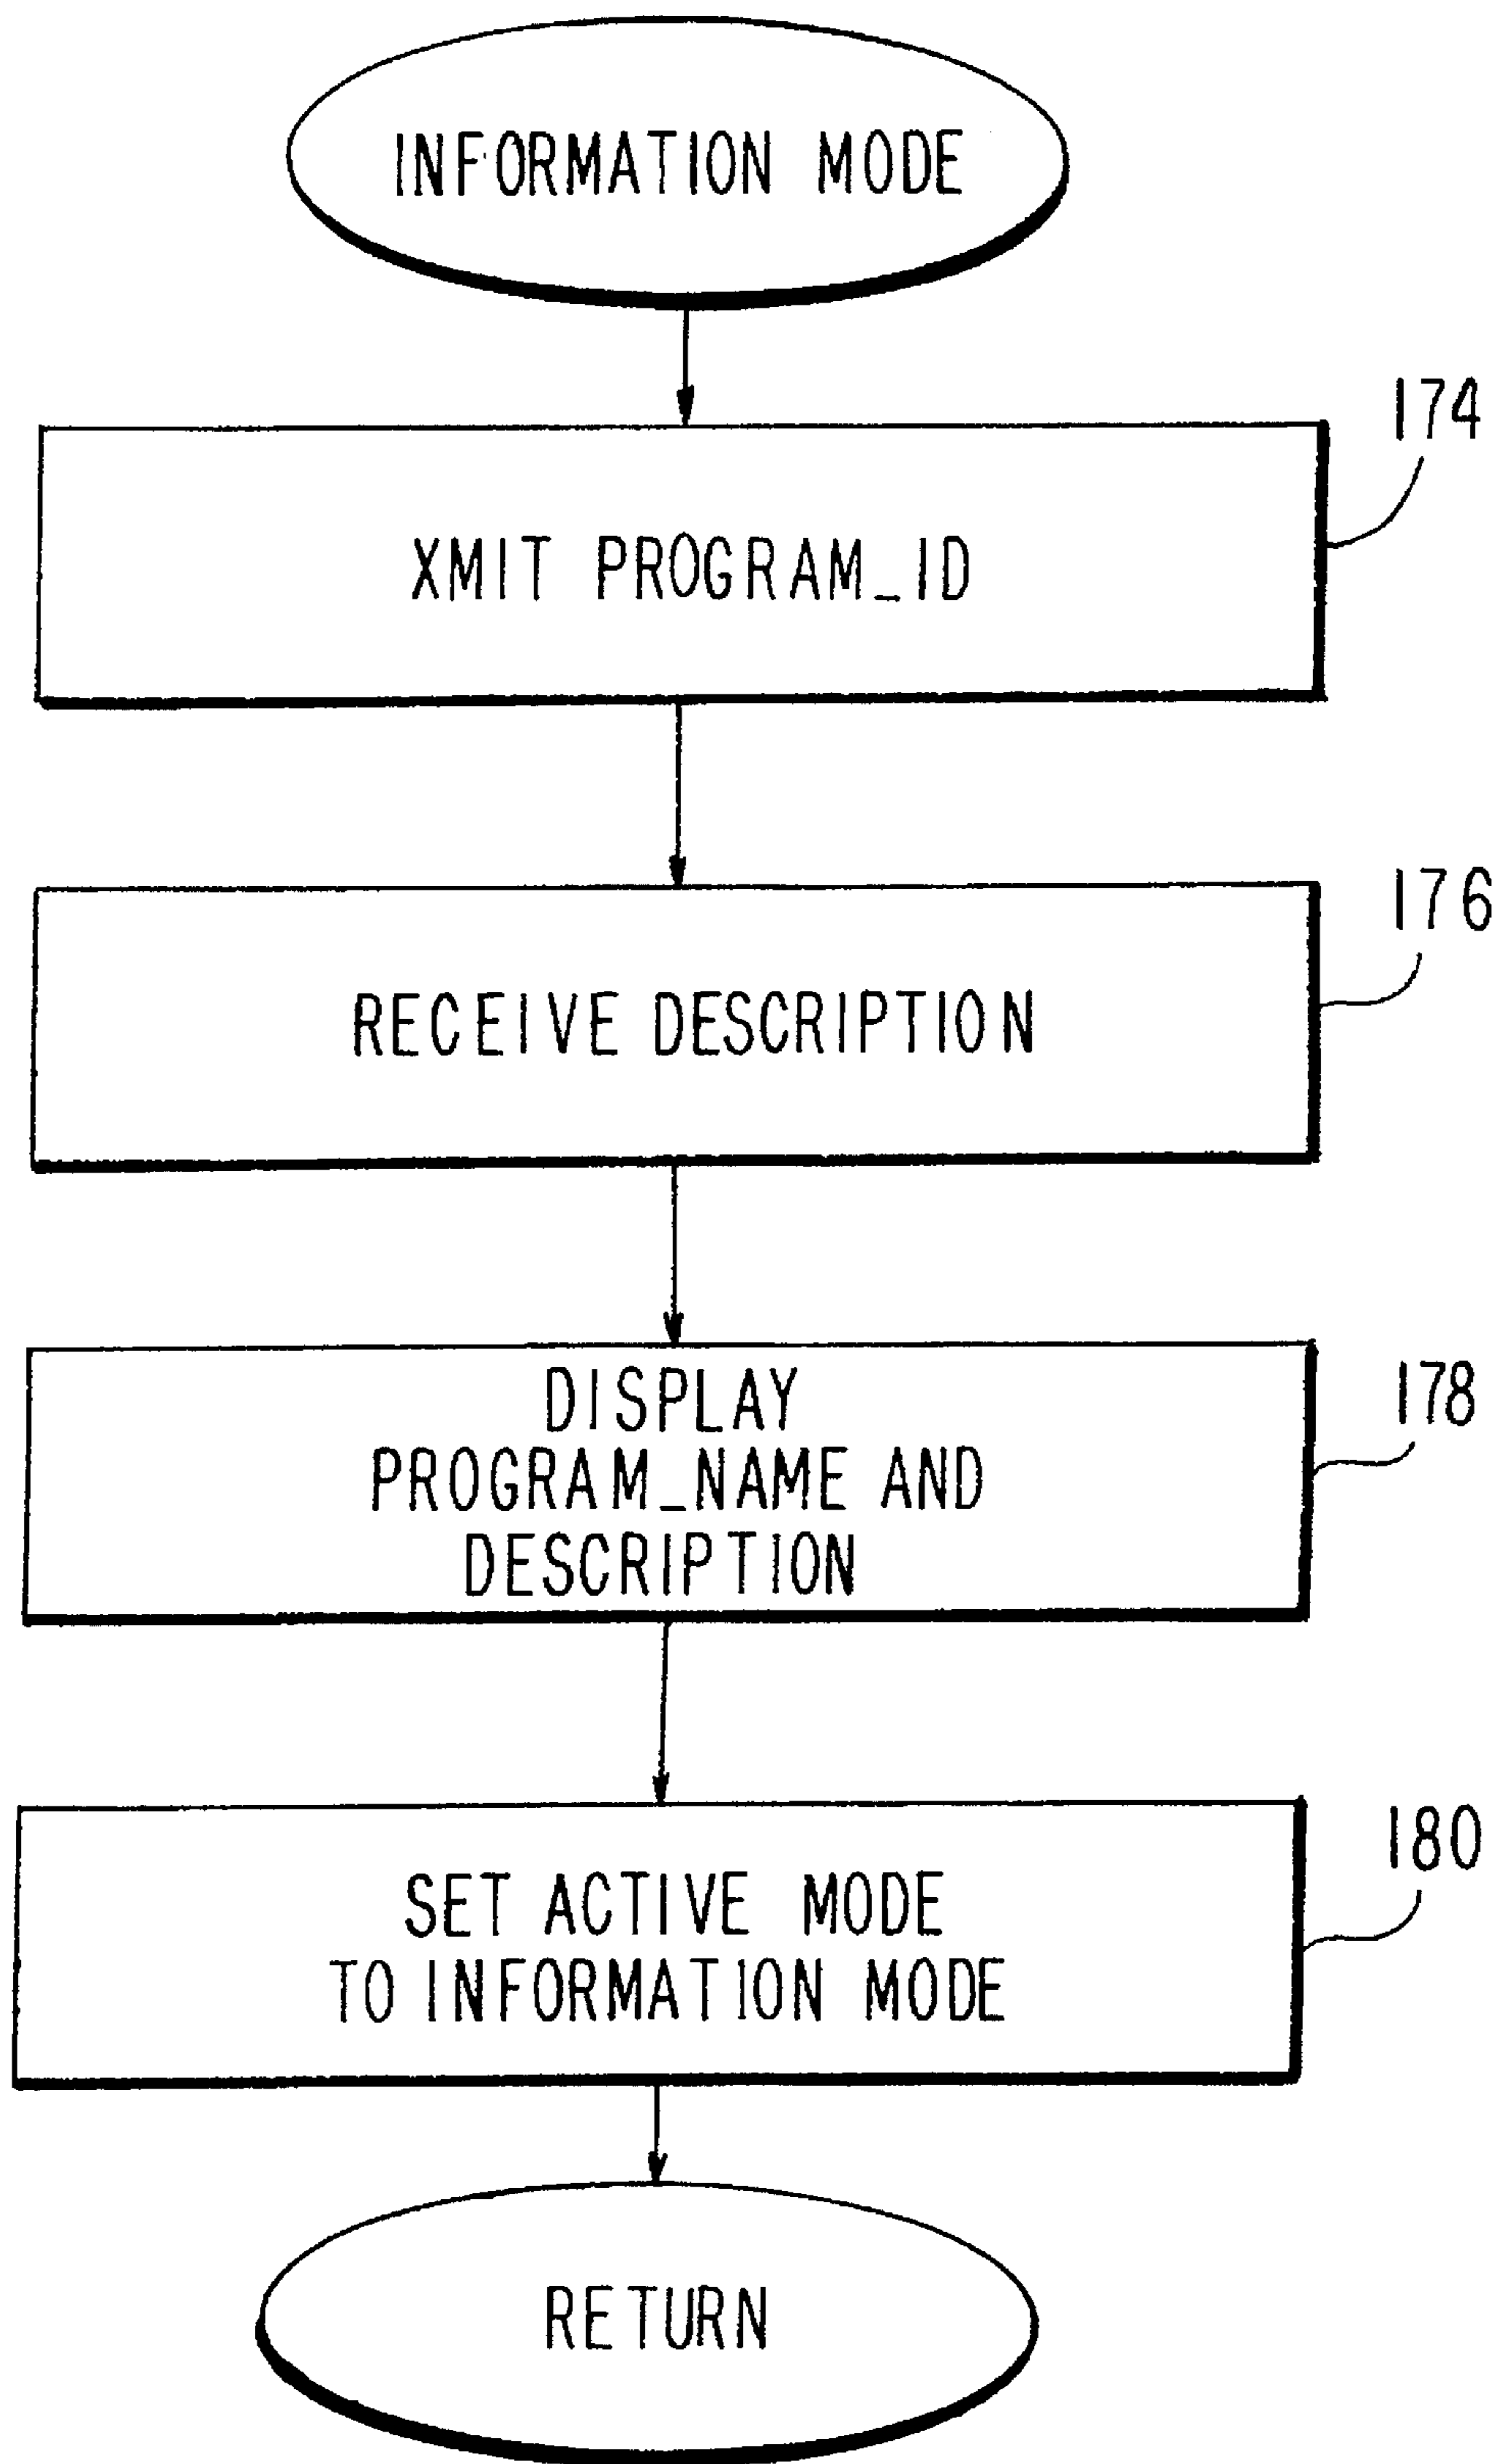 INFORMATION MODE
174
XMIT PROGRAM_ID
176
RECEIVE DESCRIPTION
178
DISPLAY
PROGRAM_NAME AND
DESCRIPTION
180
SET ACTIVE MODE
TO INFORMATION MODE
RETURN